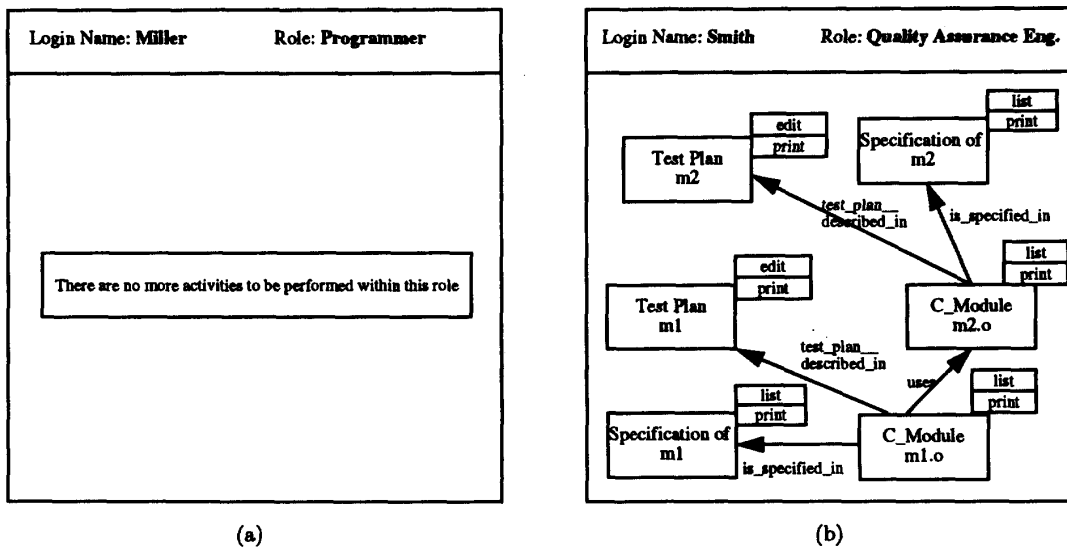 Login Name: Miller Role: Programmer
There are no more activities to be performed within this role
(a)
Login Name: Smith Role: Quality Assurance Eng.
list
print
Specification of
m2
edit
print
Test Plan
m2
test_plan__
described_in
is_specified_in
list
print
C_Module
m2.o
edit
print
Test Plan
m1
test_plan__
described_in
uses
list
print
C_Module
m1.o
list
print
Specification of
m1
is_specified_in
(b)